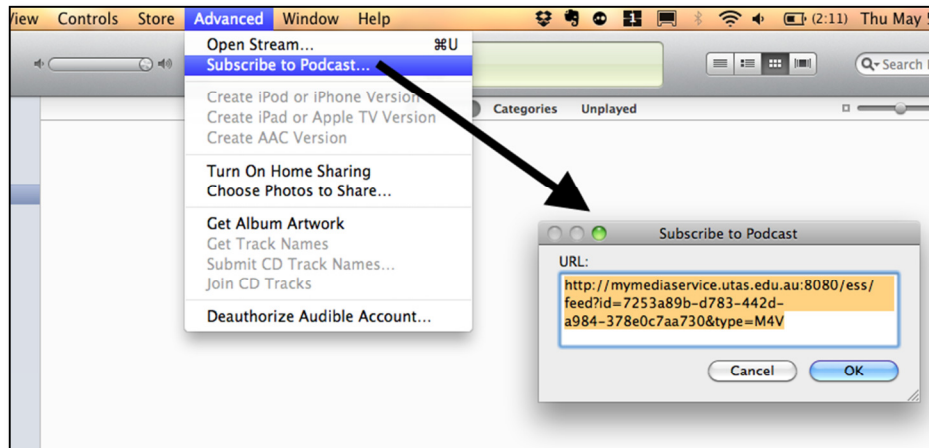 View Controls Store Advanced Window Help (2:11) Thu May
Open Stream... ⌘U
Subscribe to Podcast...
Search
Create iPod or iPhone Version
Categories Unplayed
Create iPad or Apple TV Version
Create AAC Version
Turn On Home Sharing
Choose Photos to Share...
Get Album Artwork
Get Track Names
Submit CD Track Names...
Join CD Tracks
Deauthorize Audible Account...
Subscribe to Podcast
URL:
http://mymediaservice.utas.edu.au:8080/ess/
feed?id=7253a89b-d783-442d-
a984-378e0c7aa730&type=M4V
Cancel OK